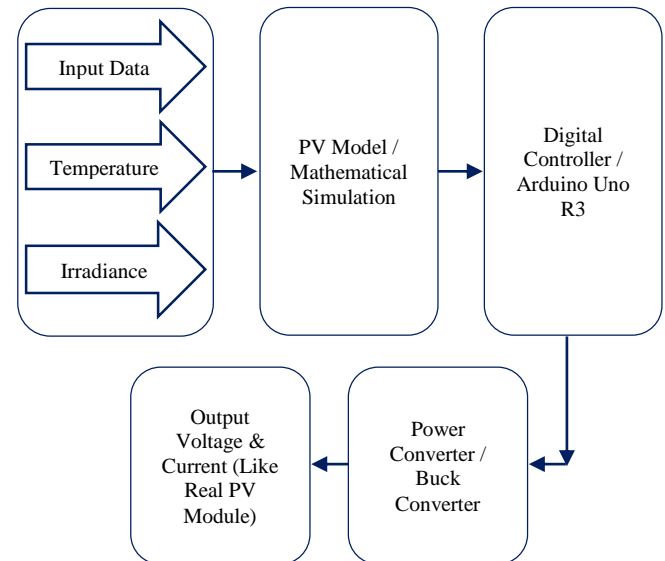 Input Data
Temperature
Irradiance
PV Model /
Mathematical
Simulation
Digital
Controller /
Arduino Uno
R3
Output
Voltage &
Current (Like
Real PV
Module)
Power
Converter /
Buck
Converter